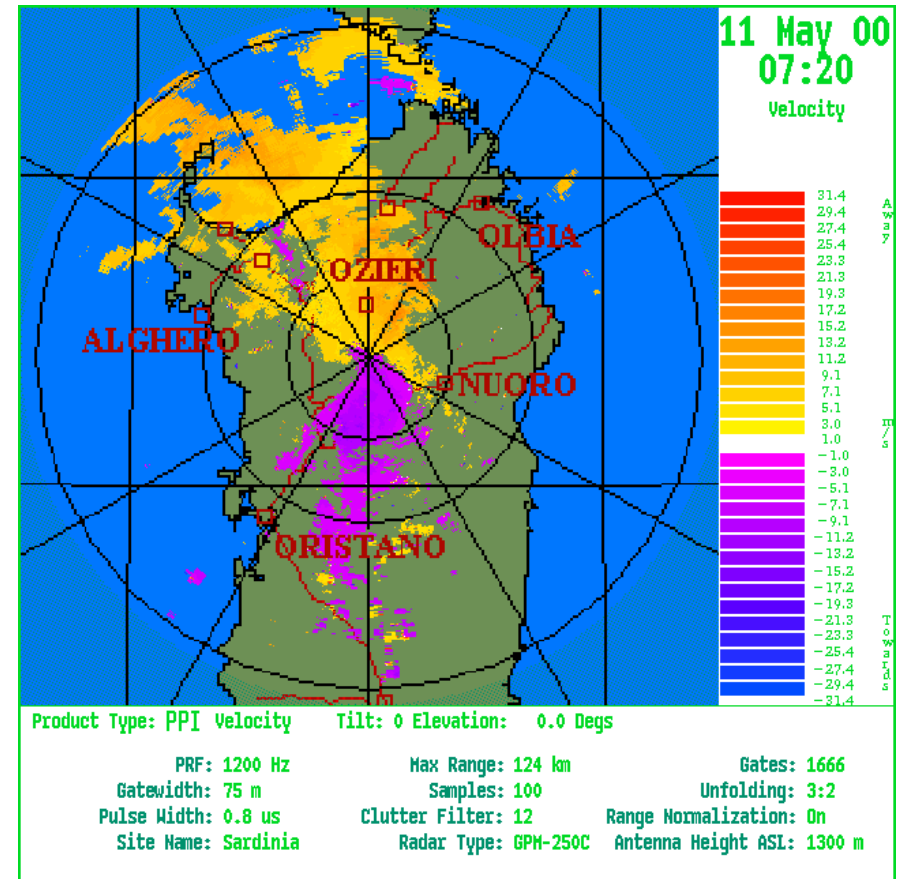 11 May 00
07:20
Velocity
OLBIA
OZIERI
ALGHERO
NUORO
ORISTANO
31.4
29.4
27.4
25.4
23.3
21.3
19.3
17.2
15.2
13.2
11.2
9.1
7.1
5.1
3.0
1.0
-1.0
-3.0
-5.1
-7.1
-9.1
-11.2
-13.2
-15.2
-17.2
-19.3
-21.3
-23.3
-25.4
-27.4
-29.4
-31.4
Away
m/s
Towards
Product Type: PPI Velocity Tilt: 0 Elevation: 0.0 Degs
PRF: 1200 Hz Max Range: 124 km Gates: 1666
Gatewidth: 75 m Samples: 100 Unfolding: 3:2
Pulse Width: 0.8 us Clutter Filter: 12 Range Normalization: On
Site Name: Sardinia Radar Type: GPM-250C Antenna Height ASL: 1300 m